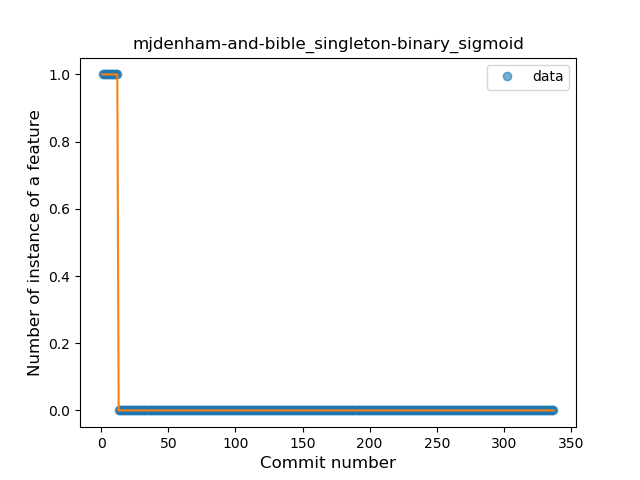 mjdenham-and-bible_singleton-binary_sigmoid
data
Number of instance of a feature
1.0
0.8
0.6
0.4
0.2
0.0
0 50 100 150 200 250 300 350
Commit number